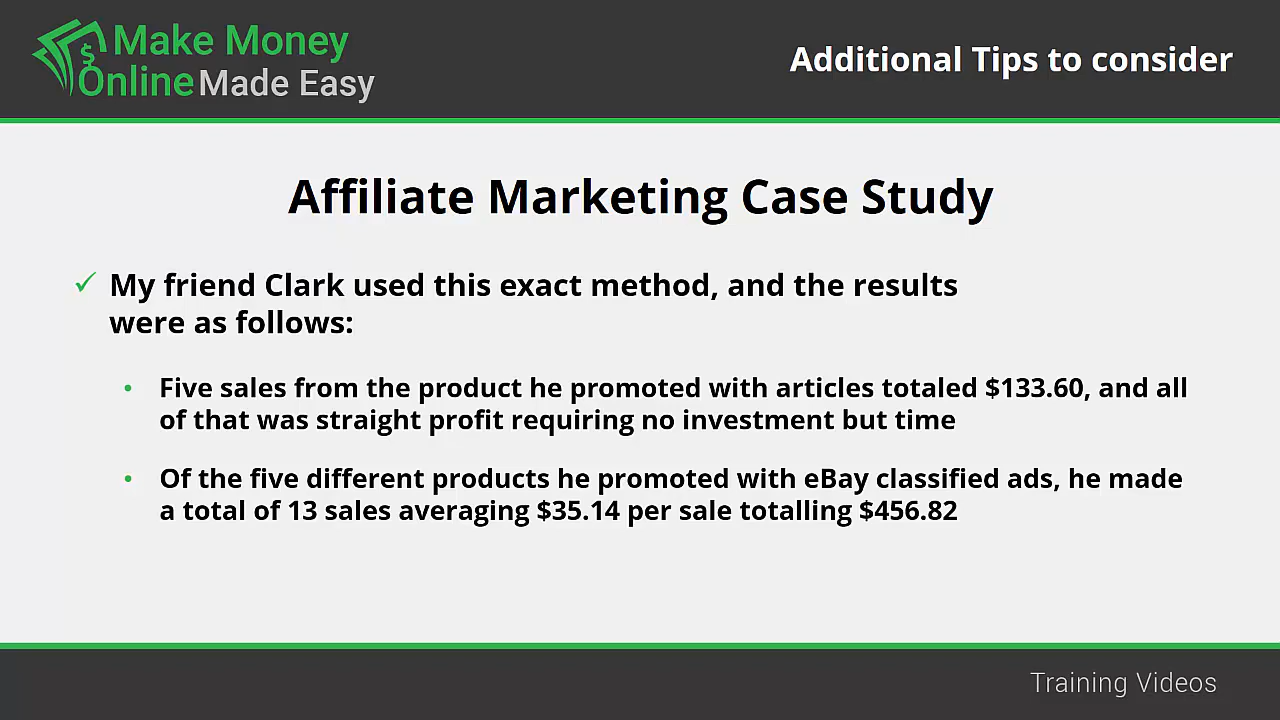 Make Money
Online Made Easy
Additional Tips to consider
Affiliate Marketing Case Study
My friend Clark used this exact method, and the results
were as follows:
Five sales from the product he promoted with articles totaled $133.60, and all
of that was straight profit requiring no investment but time
Of the five different products he promoted with eBay classified ads, he made
a total of 13 sales averaging $35.14 per sale totalling $456.82
Training Videos